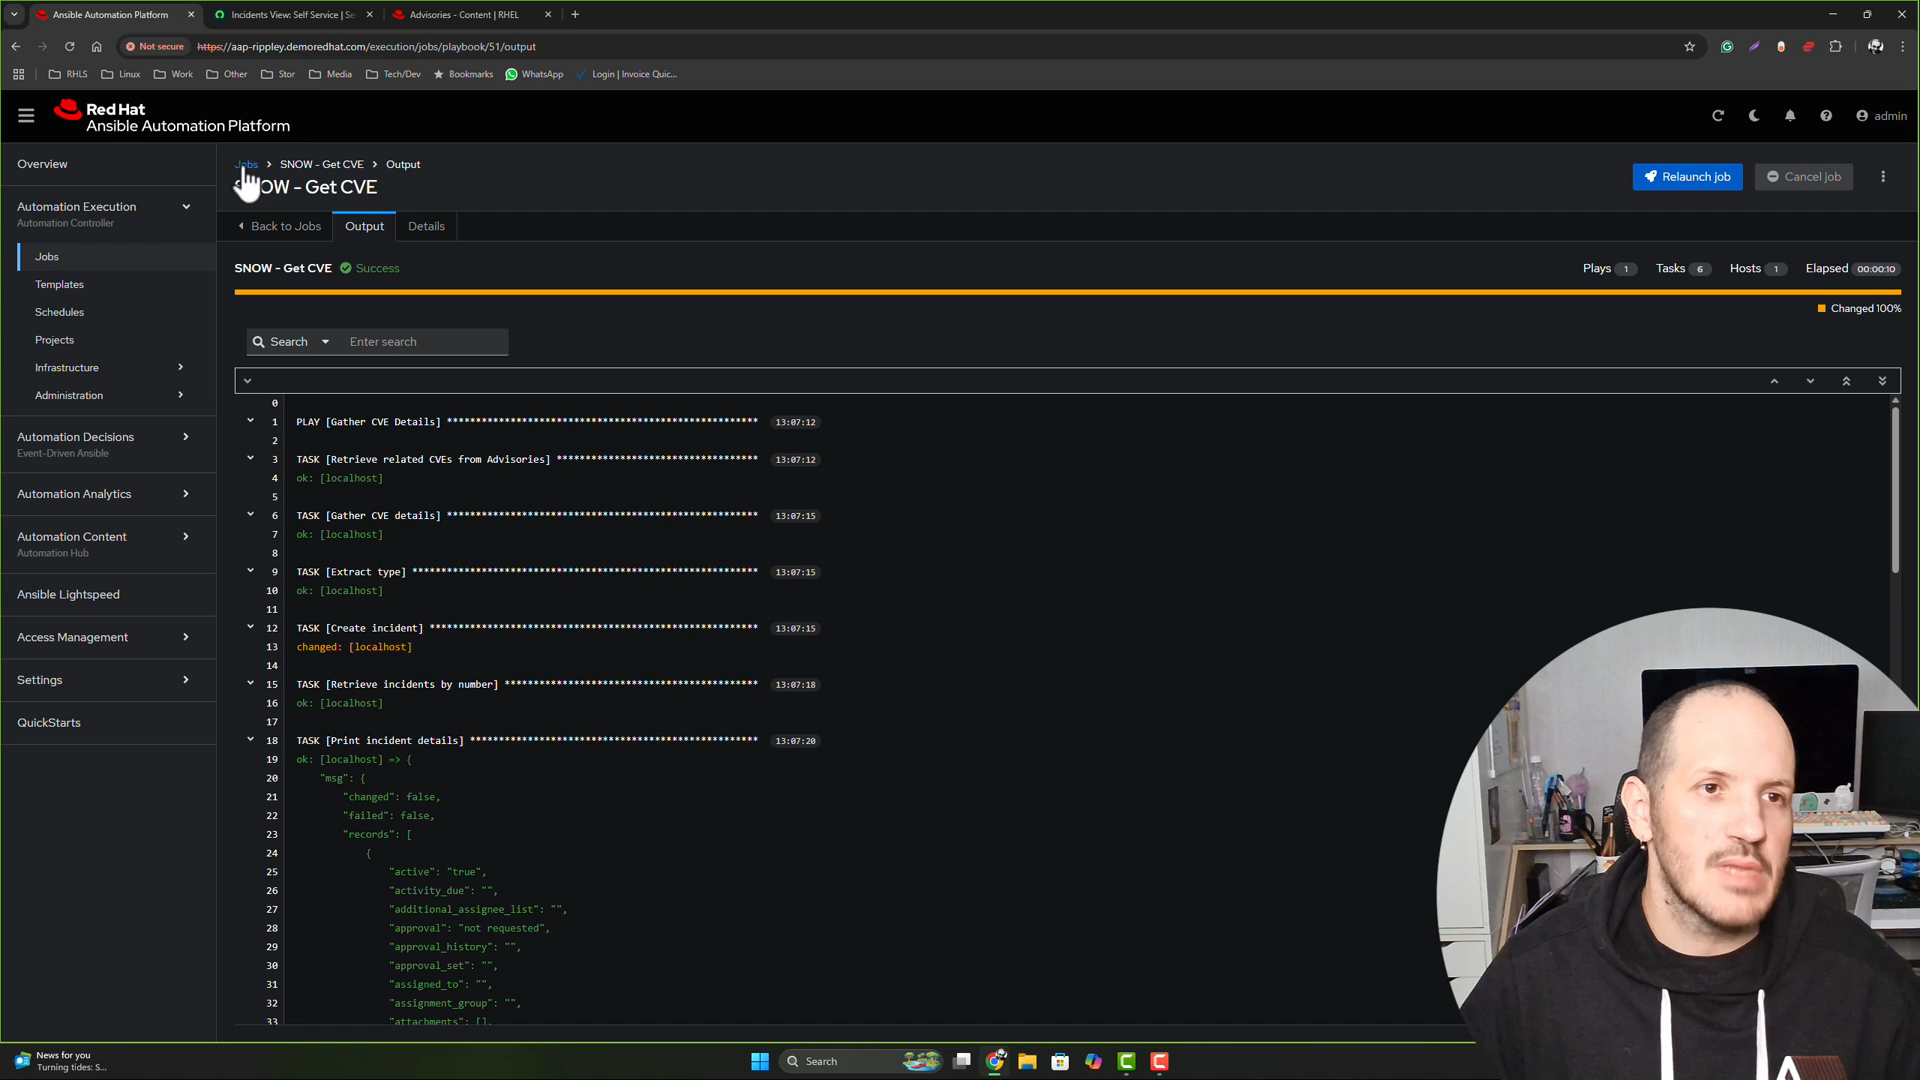 Ansible Automation Platform
Incidents View: Self Service | Se
Advisories - Content | RHEL
Not secure
https://aap-rippley.demoredhat.com/execution/jobs/playbook/51/output
RHLS
Linux
Work
Other
Stor
Media
Tech/Dev
Bookmarks
WhatsApp
Login | Invoice Quic...
Red Hat
Ansible Automation Platform
admin
Overview
Automation Execution
Automation Controller
Jobs
Templates
Schedules
Projects
Infrastructure
Administration
Automation Decisions
Event-Driven Ansible
Automation Analytics
Automation Content
Automation Hub
Ansible Lightspeed
Access Management
Settings
QuickStarts
Jobs > SNOW - Get CVE > Output
SNOW - Get CVE
Relaunch job
Cancel job
Back to Jobs
Output
Details
SNOW - Get CVE Success
Plays 1 Tasks 6 Hosts 1 Elapsed 00:00:10
Changed 100%
Search
Enter search
0
1 PLAY [Gather CVE Details] ***************************************************** 13:07:12
2
3 TASK [Retrieve related CVEs from Advisories] *********************************** 13:07:12
4 ok: [localhost]
5
6 TASK [Gather CVE details] ****************************************************** 13:07:15
7 ok: [localhost]
8
9 TASK [Extract type] ************************************************************ 13:07:15
10 ok: [localhost]
11
12 TASK [Create incident] ********************************************************* 13:07:15
13 changed: [localhost]
14
15 TASK [Retrieve incidents by number] ******************************************** 13:07:18
16 ok: [localhost]
17
18 TASK [Print incident details] ************************************************** 13:07:20
19 ok: [localhost] => {
20 "msg": {
21 "changed": false,
22 "failed": false,
23 "records": [
24 {
25 "active": "true",
26 "activity_due": "",
27 "additional_assignee_list": "",
28 "approval": "not requested",
29 "approval_history": "",
30 "approval_set": "",
31 "assigned_to": "",
32 "assignment_group": "",
33 "attachments": [],
News for you
Turning tides: S...
Search